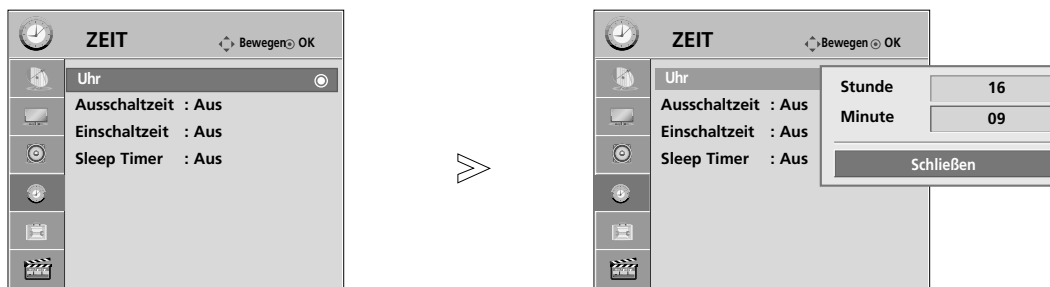 ZEIT
Bewegen OK
Uhr
Ausschaltzeit : Aus
Einschaltzeit : Aus
Sleep Timer : Aus
ZEIT
Bewegen OK
Uhr
Ausschaltzeit : Aus
Einschaltzeit : Aus
Sleep Timer : Aus
Stunde 16
Minute 09
Schließen